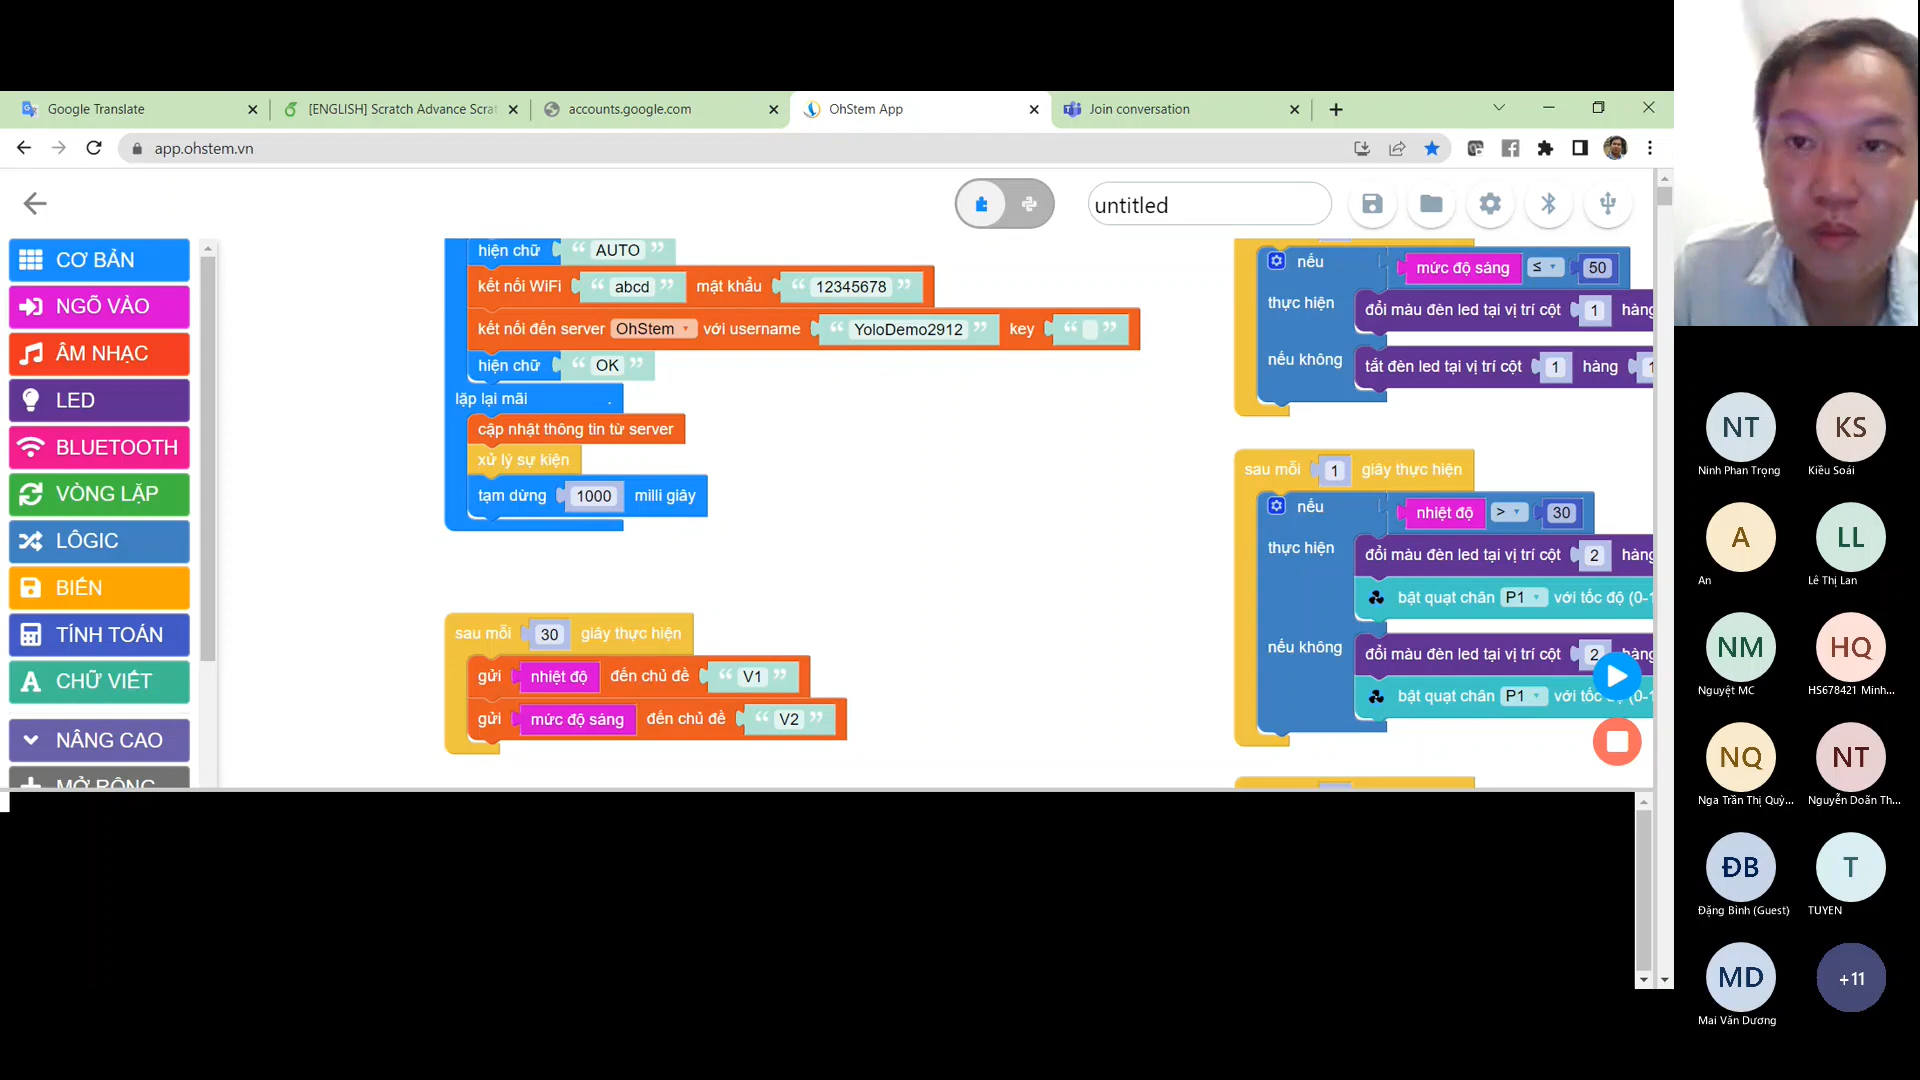 Google Translate
[ENGLISH] Scratch Advance Scra
accounts.google.com
OhStem App
Join conversation
app.ohstem.vn
untitled
CƠ BẢN
NGÕ VÀO
ÂM NHẠC
LED
BLUETOOTH
VÒNG LẶP
LÔGIC
BIẾN
TÍNH TOÁN
CHỮ VIẾT
NÂNG CAO
MỞ RỘNG
hiện chữ “ AUTO ”
kết nối WiFi “ abcd ” mật khẩu “ 12345678 ”
kết nối đến server OhStem với username “ YoloDemo2912 ” key “ ”
hiện chữ “ OK ”
lặp lại mãi .
cập nhật thông tin từ server
xử lý sự kiện
tạm dừng 1000 milli giây
sau mỗi 30 giây thực hiện
gửi nhiệt độ đến chủ đề “ V1 ”
gửi mức độ sáng đến chủ đề “ V2 ”
nếu mức độ sáng ≤ 50
thực hiện đổi màu đèn led tại vị trí cột 1 hàng
nếu không tắt đèn led tại vị trí cột 1 hàng 1
sau mỗi 1 giây thực hiện
nếu nhiệt độ > 30
thực hiện đổi màu đèn led tại vị trí cột 2 hàng
bật quạt chân P1 với tốc độ (0-1
nếu không đổi màu đèn led tại vị trí cột 2 hàng
bật quạt chân P1 với tốc (0-1
NT
Ninh Phan Trọng
KS
Kiều Soái
A
An
LL
Lê Thị Lan
NM
Nguyệt MC
HQ
HS678421 Minh...
NQ
Nga Trần Thị Quỳ...
NT
Nguyễn Doãn Th...
ĐB
Đặng Bình (Guest)
T
TUYEN
MD
Mai Văn Dương
+11